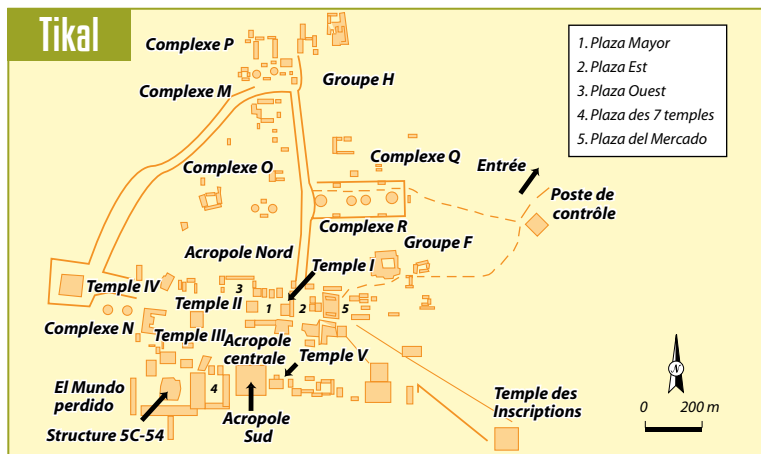 Tikal
Complexe P
Groupe H
Complexe M
1. Plaza Mayor
2. Plaza Est
3. Plaza Ouest
4. Plaza des 7 temples
5. Plaza del Mercado
Complexe O
Complexe Q
Entrée
Poste de
contrôle
Complexe R
Acropole Nord
Groupe F
Temple I
Temple IV
3
Temple II
1
2
5
Complexe N
Temple III
Acropole
centrale
Temple V
El Mundo
perdido
4
Structure 5C-54
Acropole
Sud
Temple des
Inscriptions
N
0 200 m